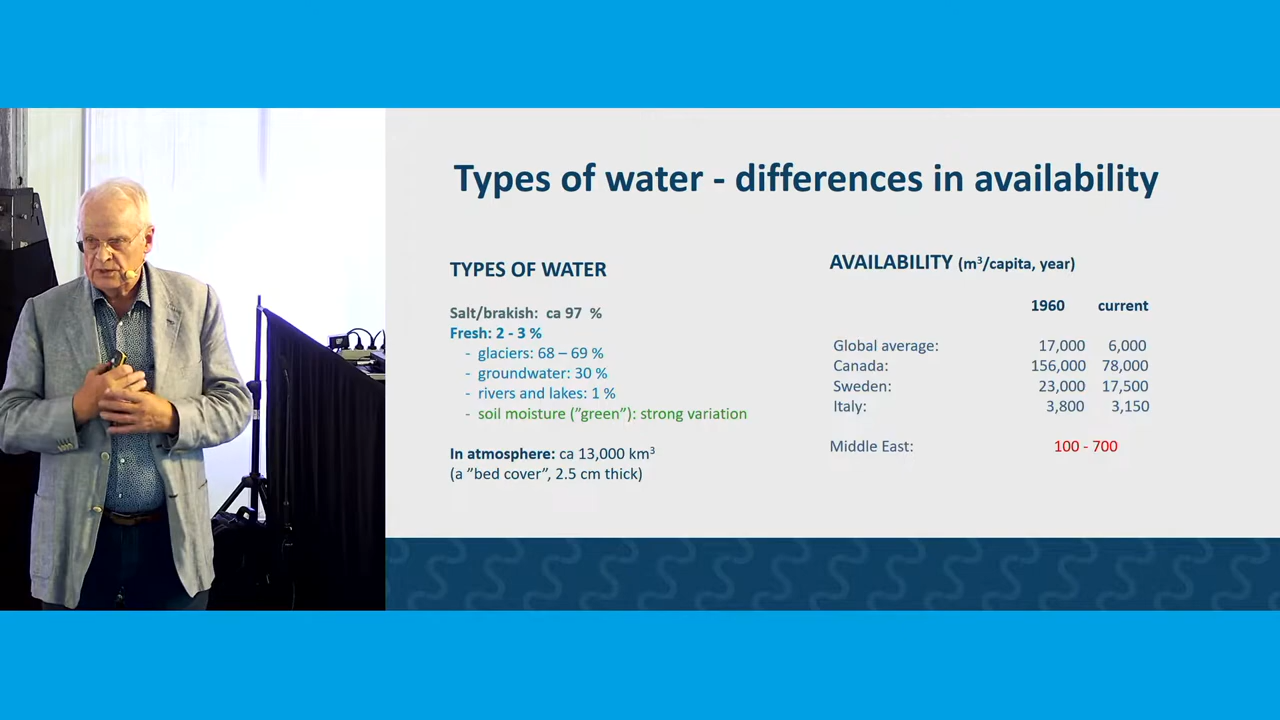 Types of water - differences in availability
TYPES OF WATER
Salt/brakish: ca 97 %
Fresh: 2 - 3 %
- glaciers: 68 – 69 %
- groundwater: 30 %
- rivers and lakes: 1 %
- soil moisture (”green”): strong variation
In atmosphere: ca 13,000 km³
(a ”bed cover”, 2.5 cm thick)
AVAILABILITY (m³/capita, year)
1960 current
Global average: 17,000 6,000
Canada: 156,000 78,000
Sweden: 23,000 17,500
Italy: 3,800 3,150
Middle East: 100 - 700